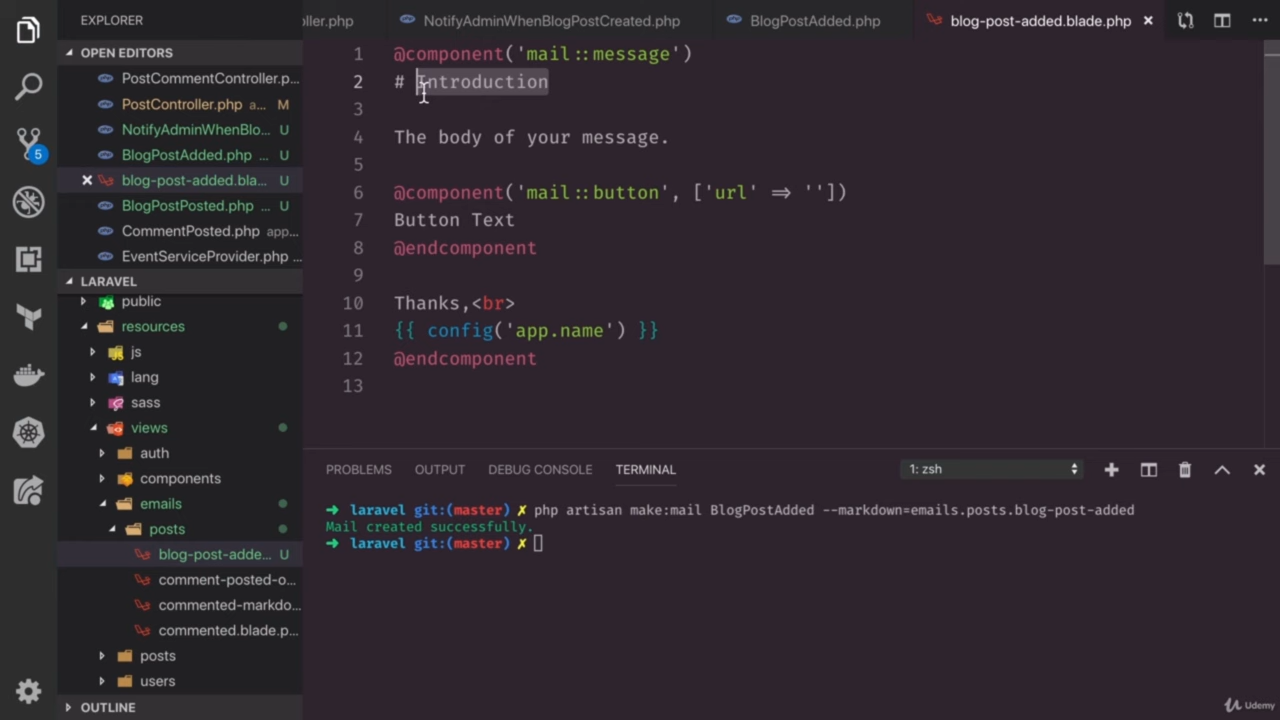 EXPLORER
oller.php
NotifyAdminWhenBlogPostCreated.php
BlogPostAdded.php
blog-post-added.blade.php
OPEN EDITORS
PostCommentController.p...
PostController.php a... M
NotifyAdminWhenBlo... U
BlogPostAdded.php ... U
blog-post-added.bla... U
BlogPostPosted.php ... U
CommentPosted.php app...
EventServiceProvider.php ...
LARAVEL
public
resources
js
lang
sass
views
auth
components
emails
posts
blog-post-adde... U
comment-posted-o...
commented-markdo...
commented.blade.p...
posts
users
OUTLINE
5
1 @component('mail::message')
2 # Introduction
3
4 The body of your message.
5
6 @component('mail::button', ['url' => ''])
7 Button Text
8 @endcomponent
9
10 Thanks,<br>
11 {{ config('app.name') }}
12 @endcomponent
13
PROBLEMS OUTPUT DEBUG CONSOLE TERMINAL 1: zsh
→ laravel git:(master) ✗ php artisan make:mail BlogPostAdded --markdown=emails.posts.blog-post-added
Mail created successfully.
→ laravel git:(master) ✗
Udemy